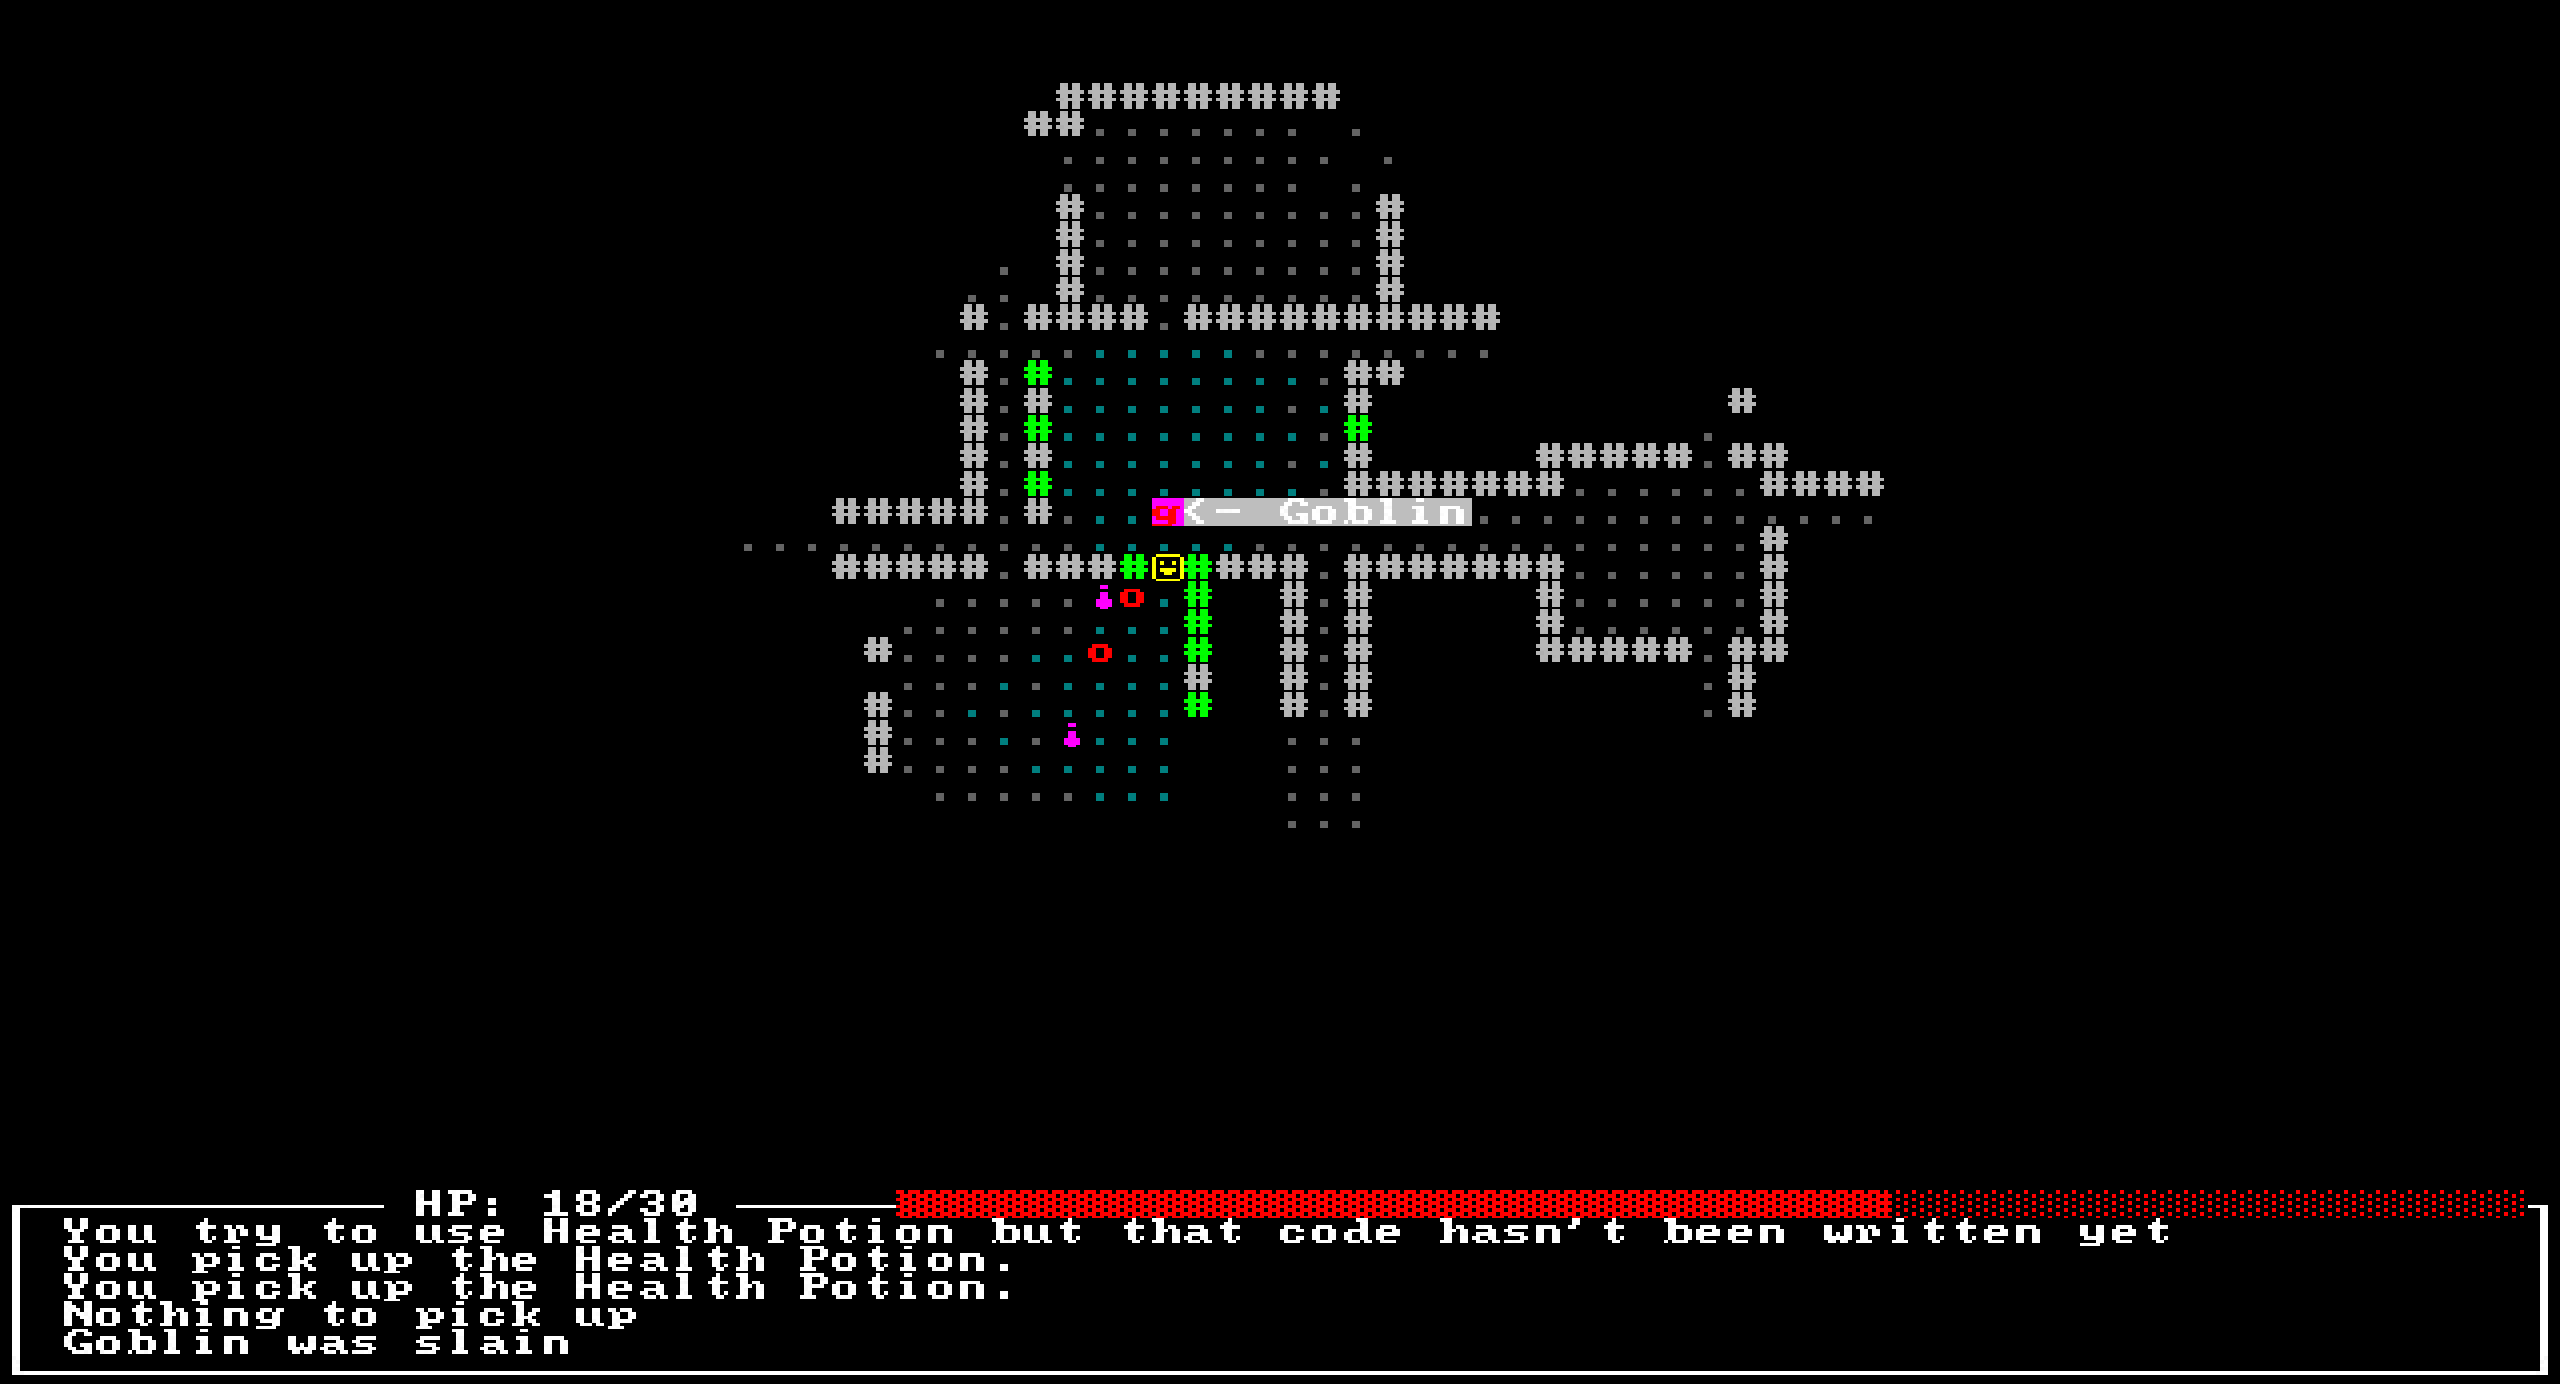 <- Goblin
HP: 18/30
You try to use Health Potion but that code hasn't been written yet
You pick up the Health Potion.
You pick up the Health Potion.
Nothing to pick up
Goblin was slain